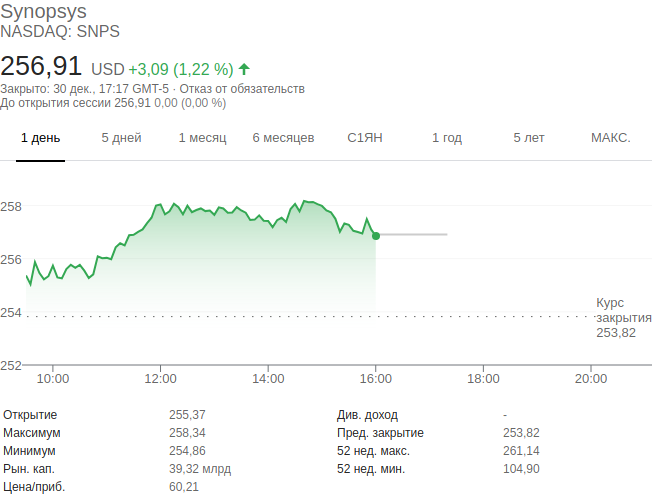 Synopsys
NASDAQ: SNPS
256,91 USD +3,09 (1,22 %)
Закрыто: 30 дек., 17:17 GMT-5 · Отказ от обязательств
До открытия сессии 256,91 0,00 (0,00 %)
1 день 5 дней 1 месяц 6 месяцев С1ЯН 1 год 5 лет МАКС.
258
256
254
Курс
закрытия
253,82
252
10:00 12:00 14:00 16:00 18:00 20:00
Открытие 255,37 Див. доход -
Максимум 258,34 Пред. закрытие 253,82
Минимум 254,86 52 нед. макс. 261,14
Рын. кап. 39,32 млрд 52 нед. мин. 104,90
Цена/приб. 60,21